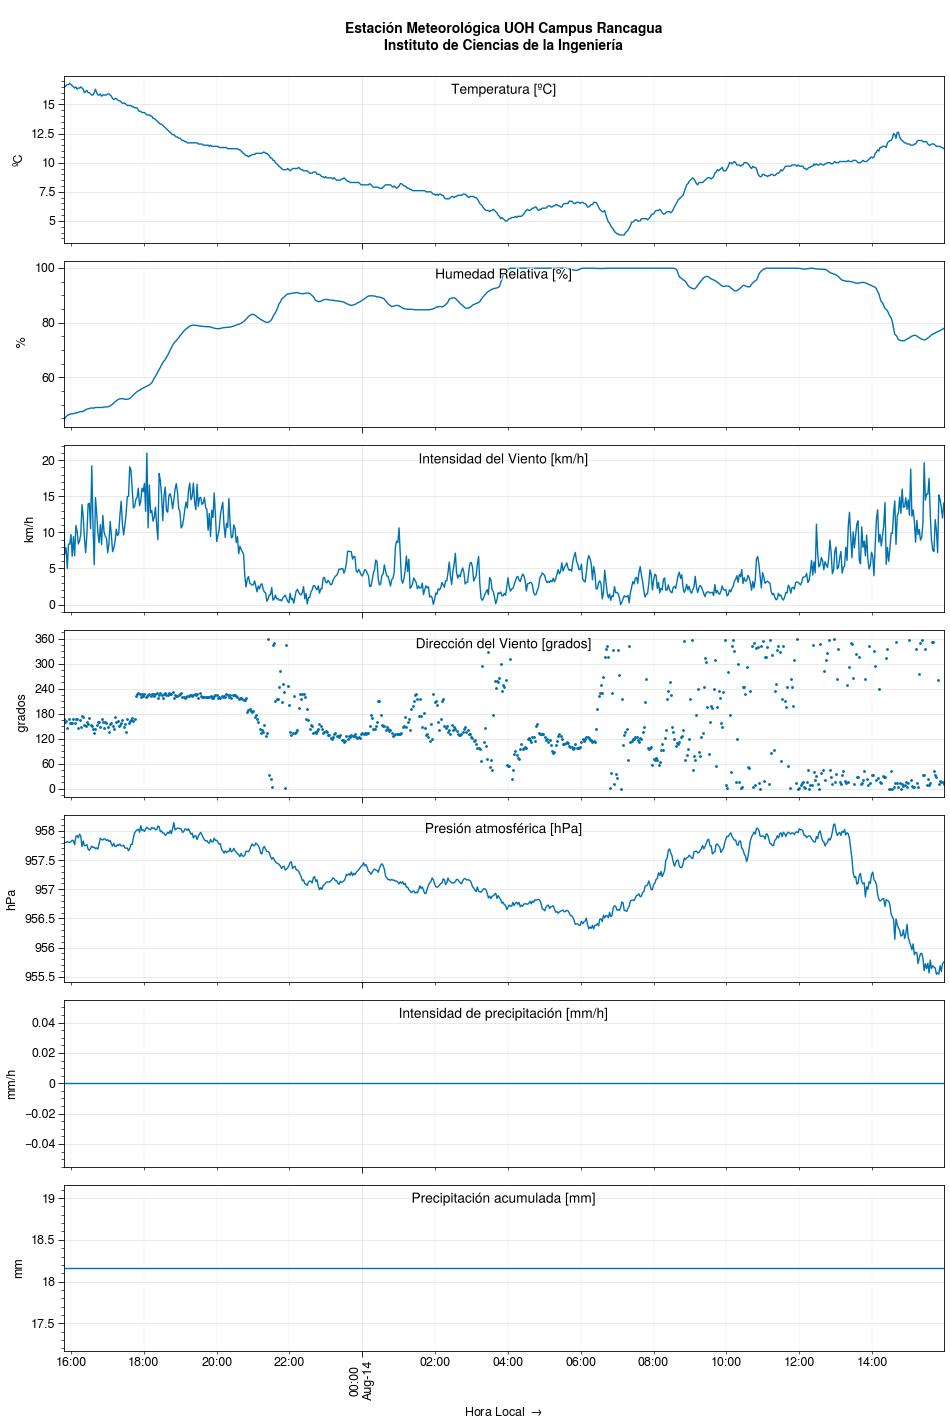 Estación Meteorológica UOH Campus Rancagua
Instituto de Ciencias de la Ingeniería
Temperatura [ºC]
ºC
15
12.5
10
7.5
5
Humedad Relativa [%]
%
100
80
60
Intensidad del Viento [km/h]
km/h
20
15
10
5
0
Dirección del Viento [grados]
grados
360
300
240
180
120
60
0
Presión atmosférica [hPa]
hPa
958
957.5
957
956.5
956
955.5
Intensidad de precipitación [mm/h]
mm/h
0.04
0.02
0
−0.02
−0.04
Precipitación acumulada [mm]
mm
19
18.5
18
17.5
16:00 18:00 20:00 22:00 00:00 02:00 04:00 06:00 08:00 10:00 12:00 14:00
Aug-14
Hora Local →